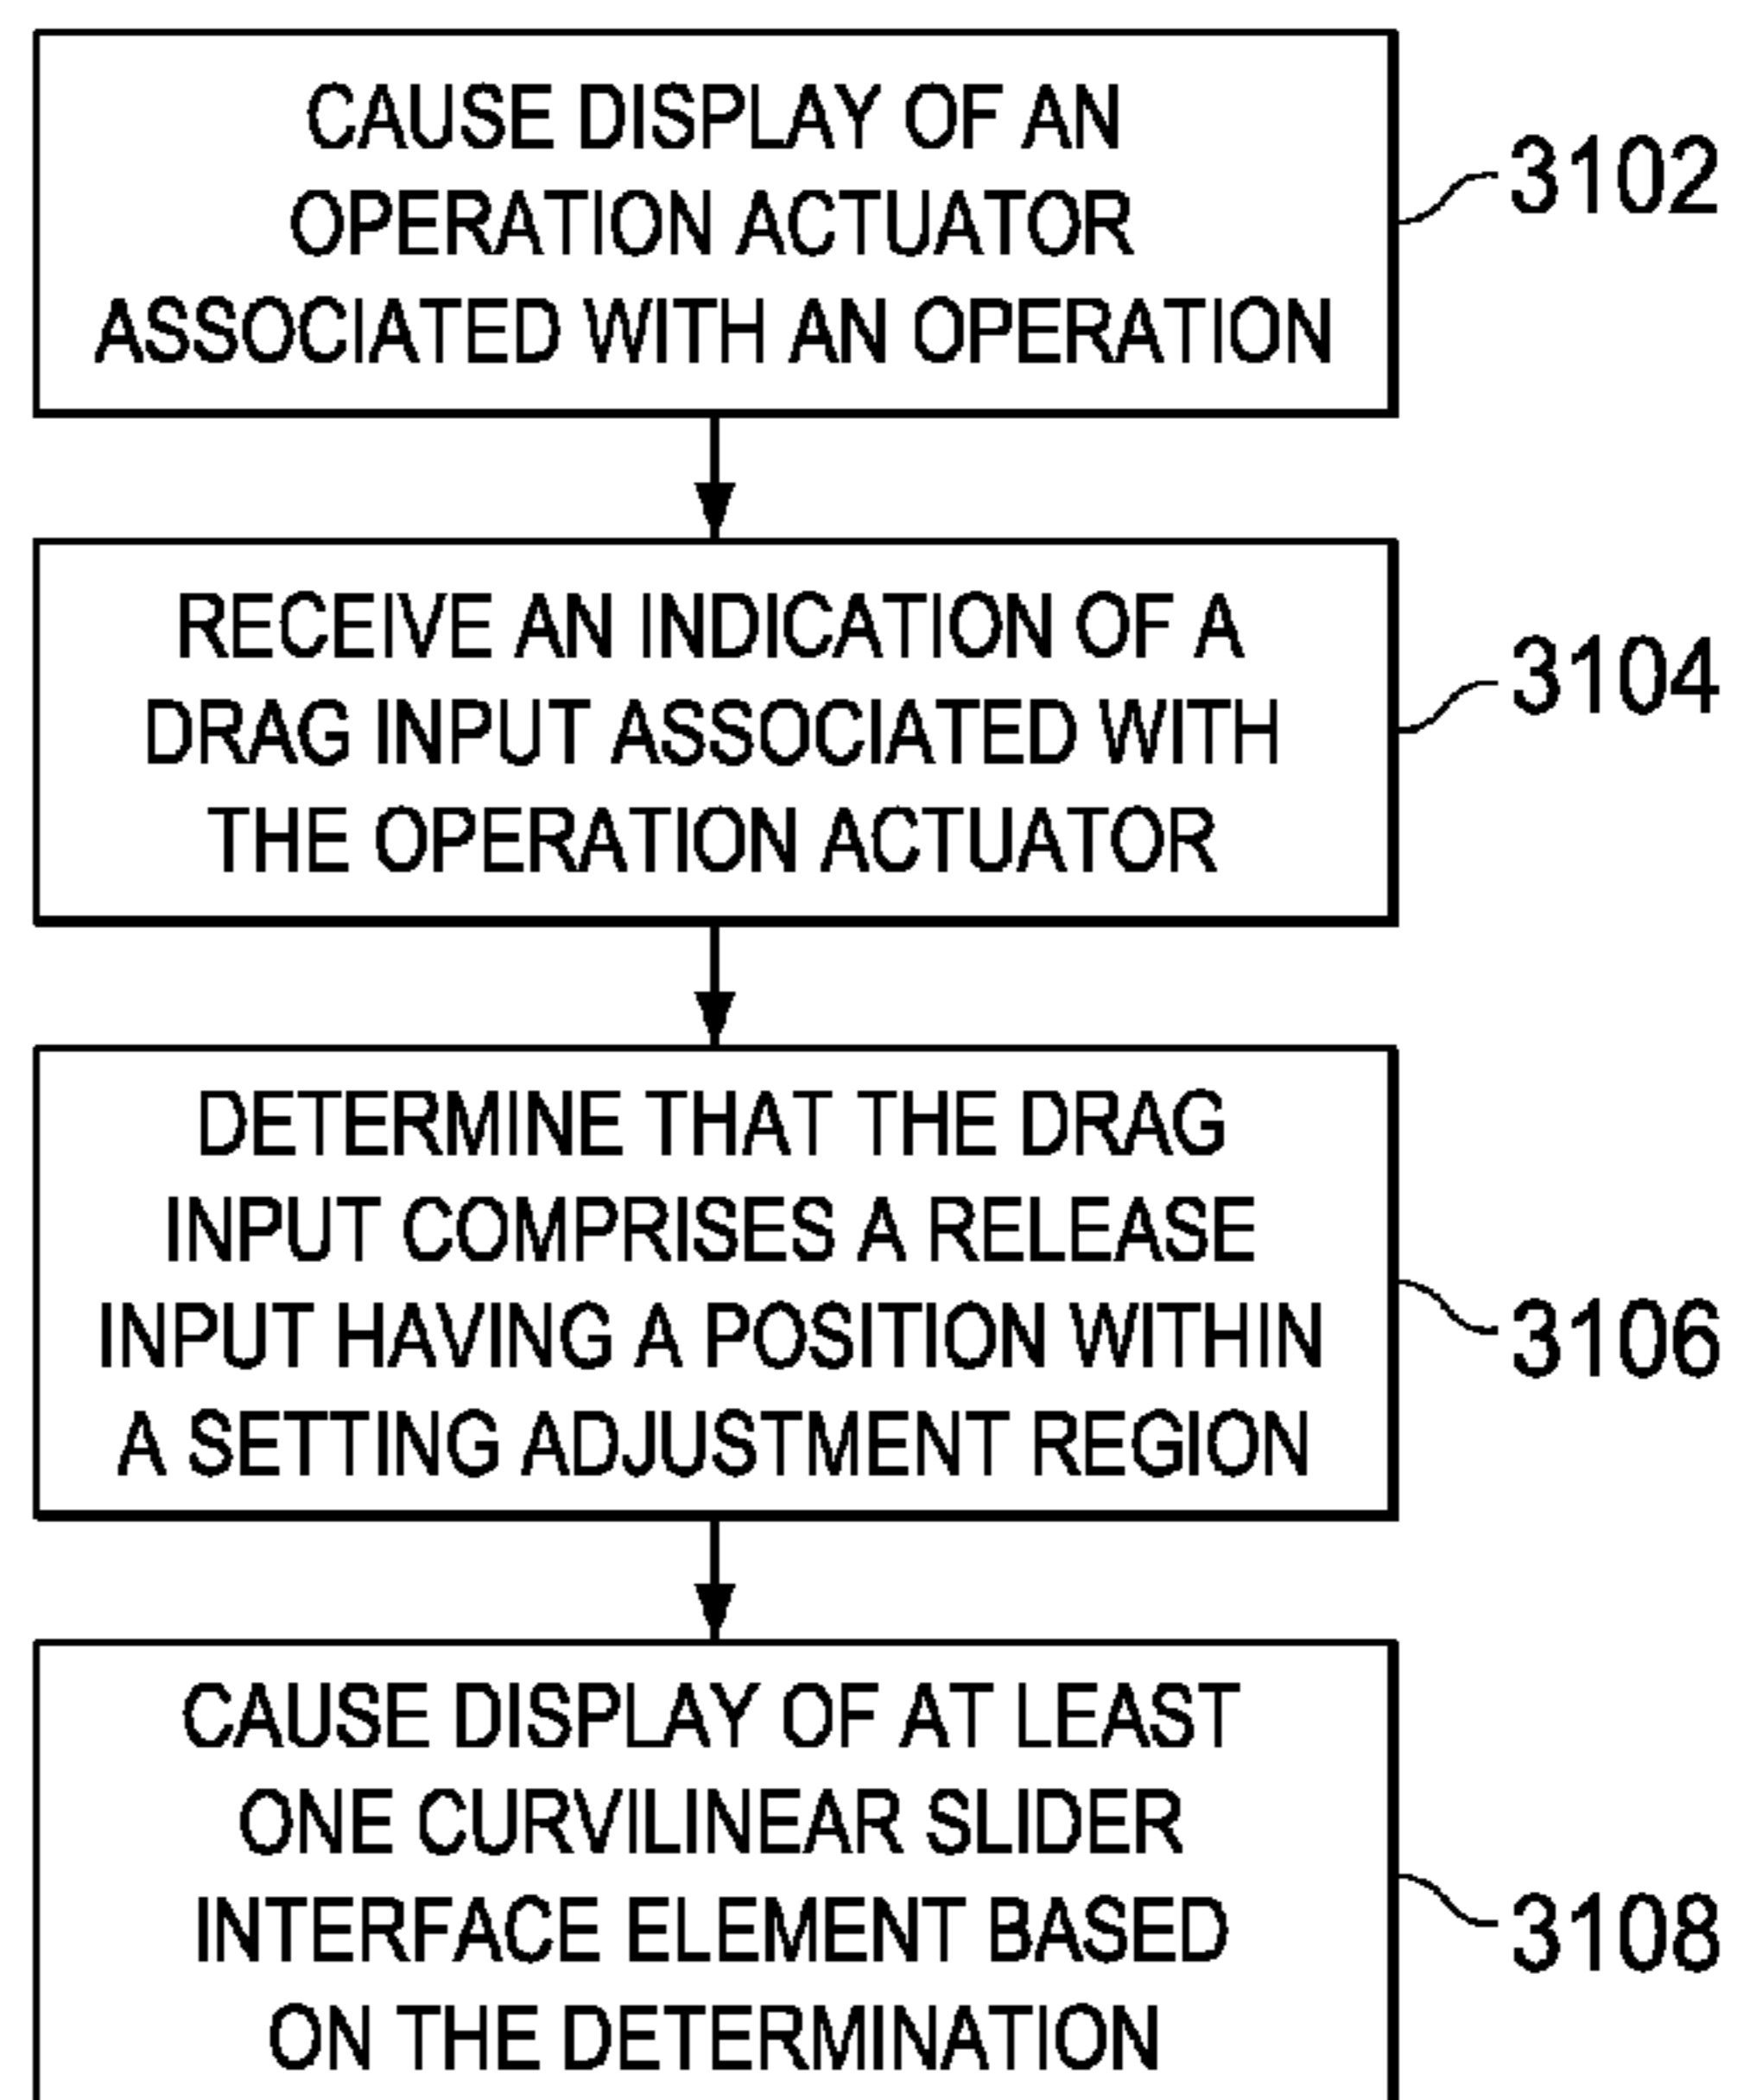 CAUSE DISPLAY OF AN
OPERATION ACTUATOR
ASSOCIATED WITH AN OPERATION
3102
RECEIVE AN INDICATION OF A
DRAG INPUT ASSOCIATED WITH
THE OPERATION ACTUATOR
3104
DETERMINE THAT THE DRAG
INPUT COMPRISES A RELEASE
INPUT HAVING A POSITION WITHIN
A SETTING ADJUSTMENT REGION
3106
CAUSE DISPLAY OF AT LEAST
ONE CURVILINEAR SLIDER
INTERFACE ELEMENT BASED
ON THE DETERMINATION
3108